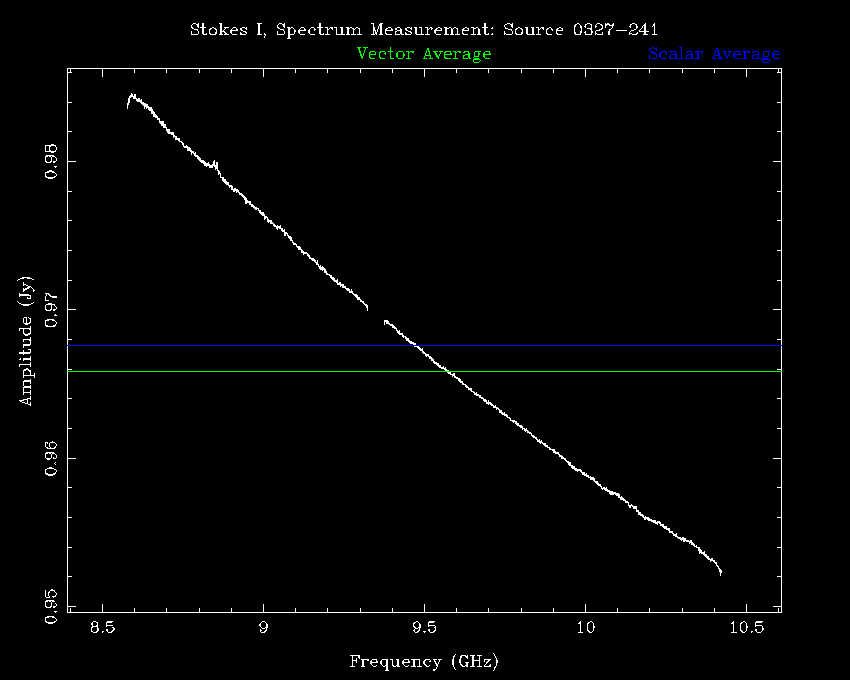 Stokes I, Spectrum Measurement: Source 0327−241
Vector Average Scalar Average
Amplitude (Jy)
0.98
0.97
0.96
0.95
8.5 9 9.5 10 10.5
Frequency (GHz)